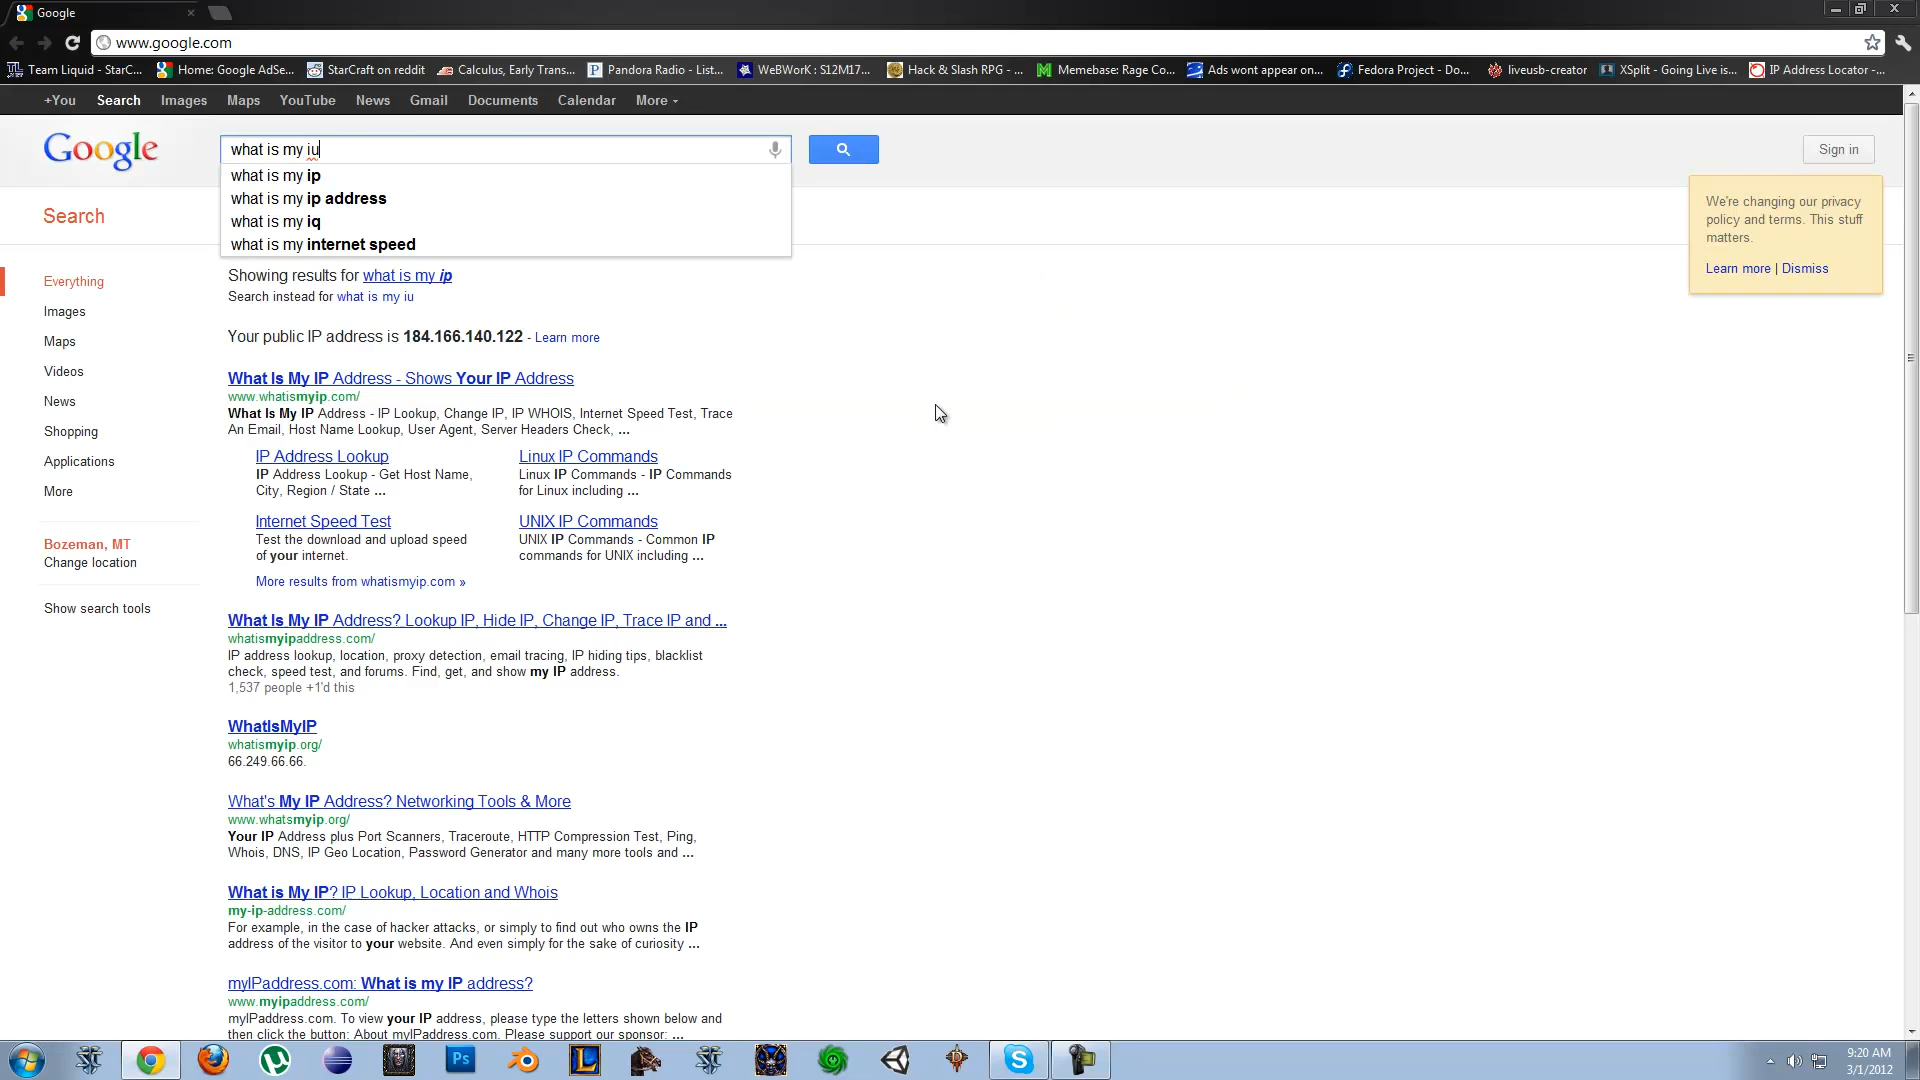 Google
www.google.com
Team Liquid - StarC...
Home: Google AdSe...
StarCraft on reddit
Calculus, Early Trans...
Pandora Radio - List...
WeBWorK : S12M17...
Hack & Slash RPG - ...
Memebase: Rage Co...
Ads wont appear on...
Fedora Project - Do...
liveusb-creator
XSplit - Going Live is...
IP Address Locator -...
+You Search Images Maps YouTube News Gmail Documents Calendar More
Google
what is my iu
Sign in
what is my ip
what is my ip address
what is my iq
what is my internet speed
We're changing our privacy
policy and terms. This stuff
matters.
Learn more | Dismiss
Search
Everything
Images
Maps
Videos
News
Shopping
Applications
More
Bozeman, MT
Change location
Show search tools
Showing results for what is my ip
Search instead for what is my iu
Your public IP address is 184.166.140.122 - Learn more
What Is My IP Address - Shows Your IP Address
www.whatismyip.com/
What Is My IP Address - IP Lookup, Change IP, IP WHOIS, Internet Speed Test, Trace
An Email, Host Name Lookup, User Agent, Server Headers Check, ...
IP Address Lookup
IP Address Lookup - Get Host Name,
City, Region / State ...
Linux IP Commands
Linux IP Commands - IP Commands
for Linux including ...
Internet Speed Test
Test the download and upload speed
of your internet.
UNIX IP Commands
UNIX IP Commands - Common IP
commands for UNIX including ...
More results from whatismyip.com »
What Is My IP Address? Lookup IP, Hide IP, Change IP, Trace IP and ...
whatismyipaddress.com/
IP address lookup, location, proxy detection, email tracing, IP hiding tips, blacklist
check, speed test, and forums. Find, get, and show my IP address.
1,537 people +1'd this
WhatIsMyIP
whatismyip.org/
66.249.66.66.
What's My IP Address? Networking Tools & More
www.whatsmyip.org/
Your IP Address plus Port Scanners, Traceroute, HTTP Compression Test, Ping,
Whois, DNS, IP Geo Location, Password Generator and many more tools and ...
What is My IP? IP Lookup, Location and Whois
my-ip-address.com/
For example, in the case of hacker attacks, or simply to find out who owns the IP
address of the visitor to your website. And even simply for the sake of curiosity ...
myIPaddress.com: What is my IP address?
www.myipaddress.com/
myIPaddress.com. To view your IP address, please type the letters shown below and
then click the button: About myIPaddress.com. Please support our sponsor: ...
Ps
L
S
9:20 AM
3/1/2012